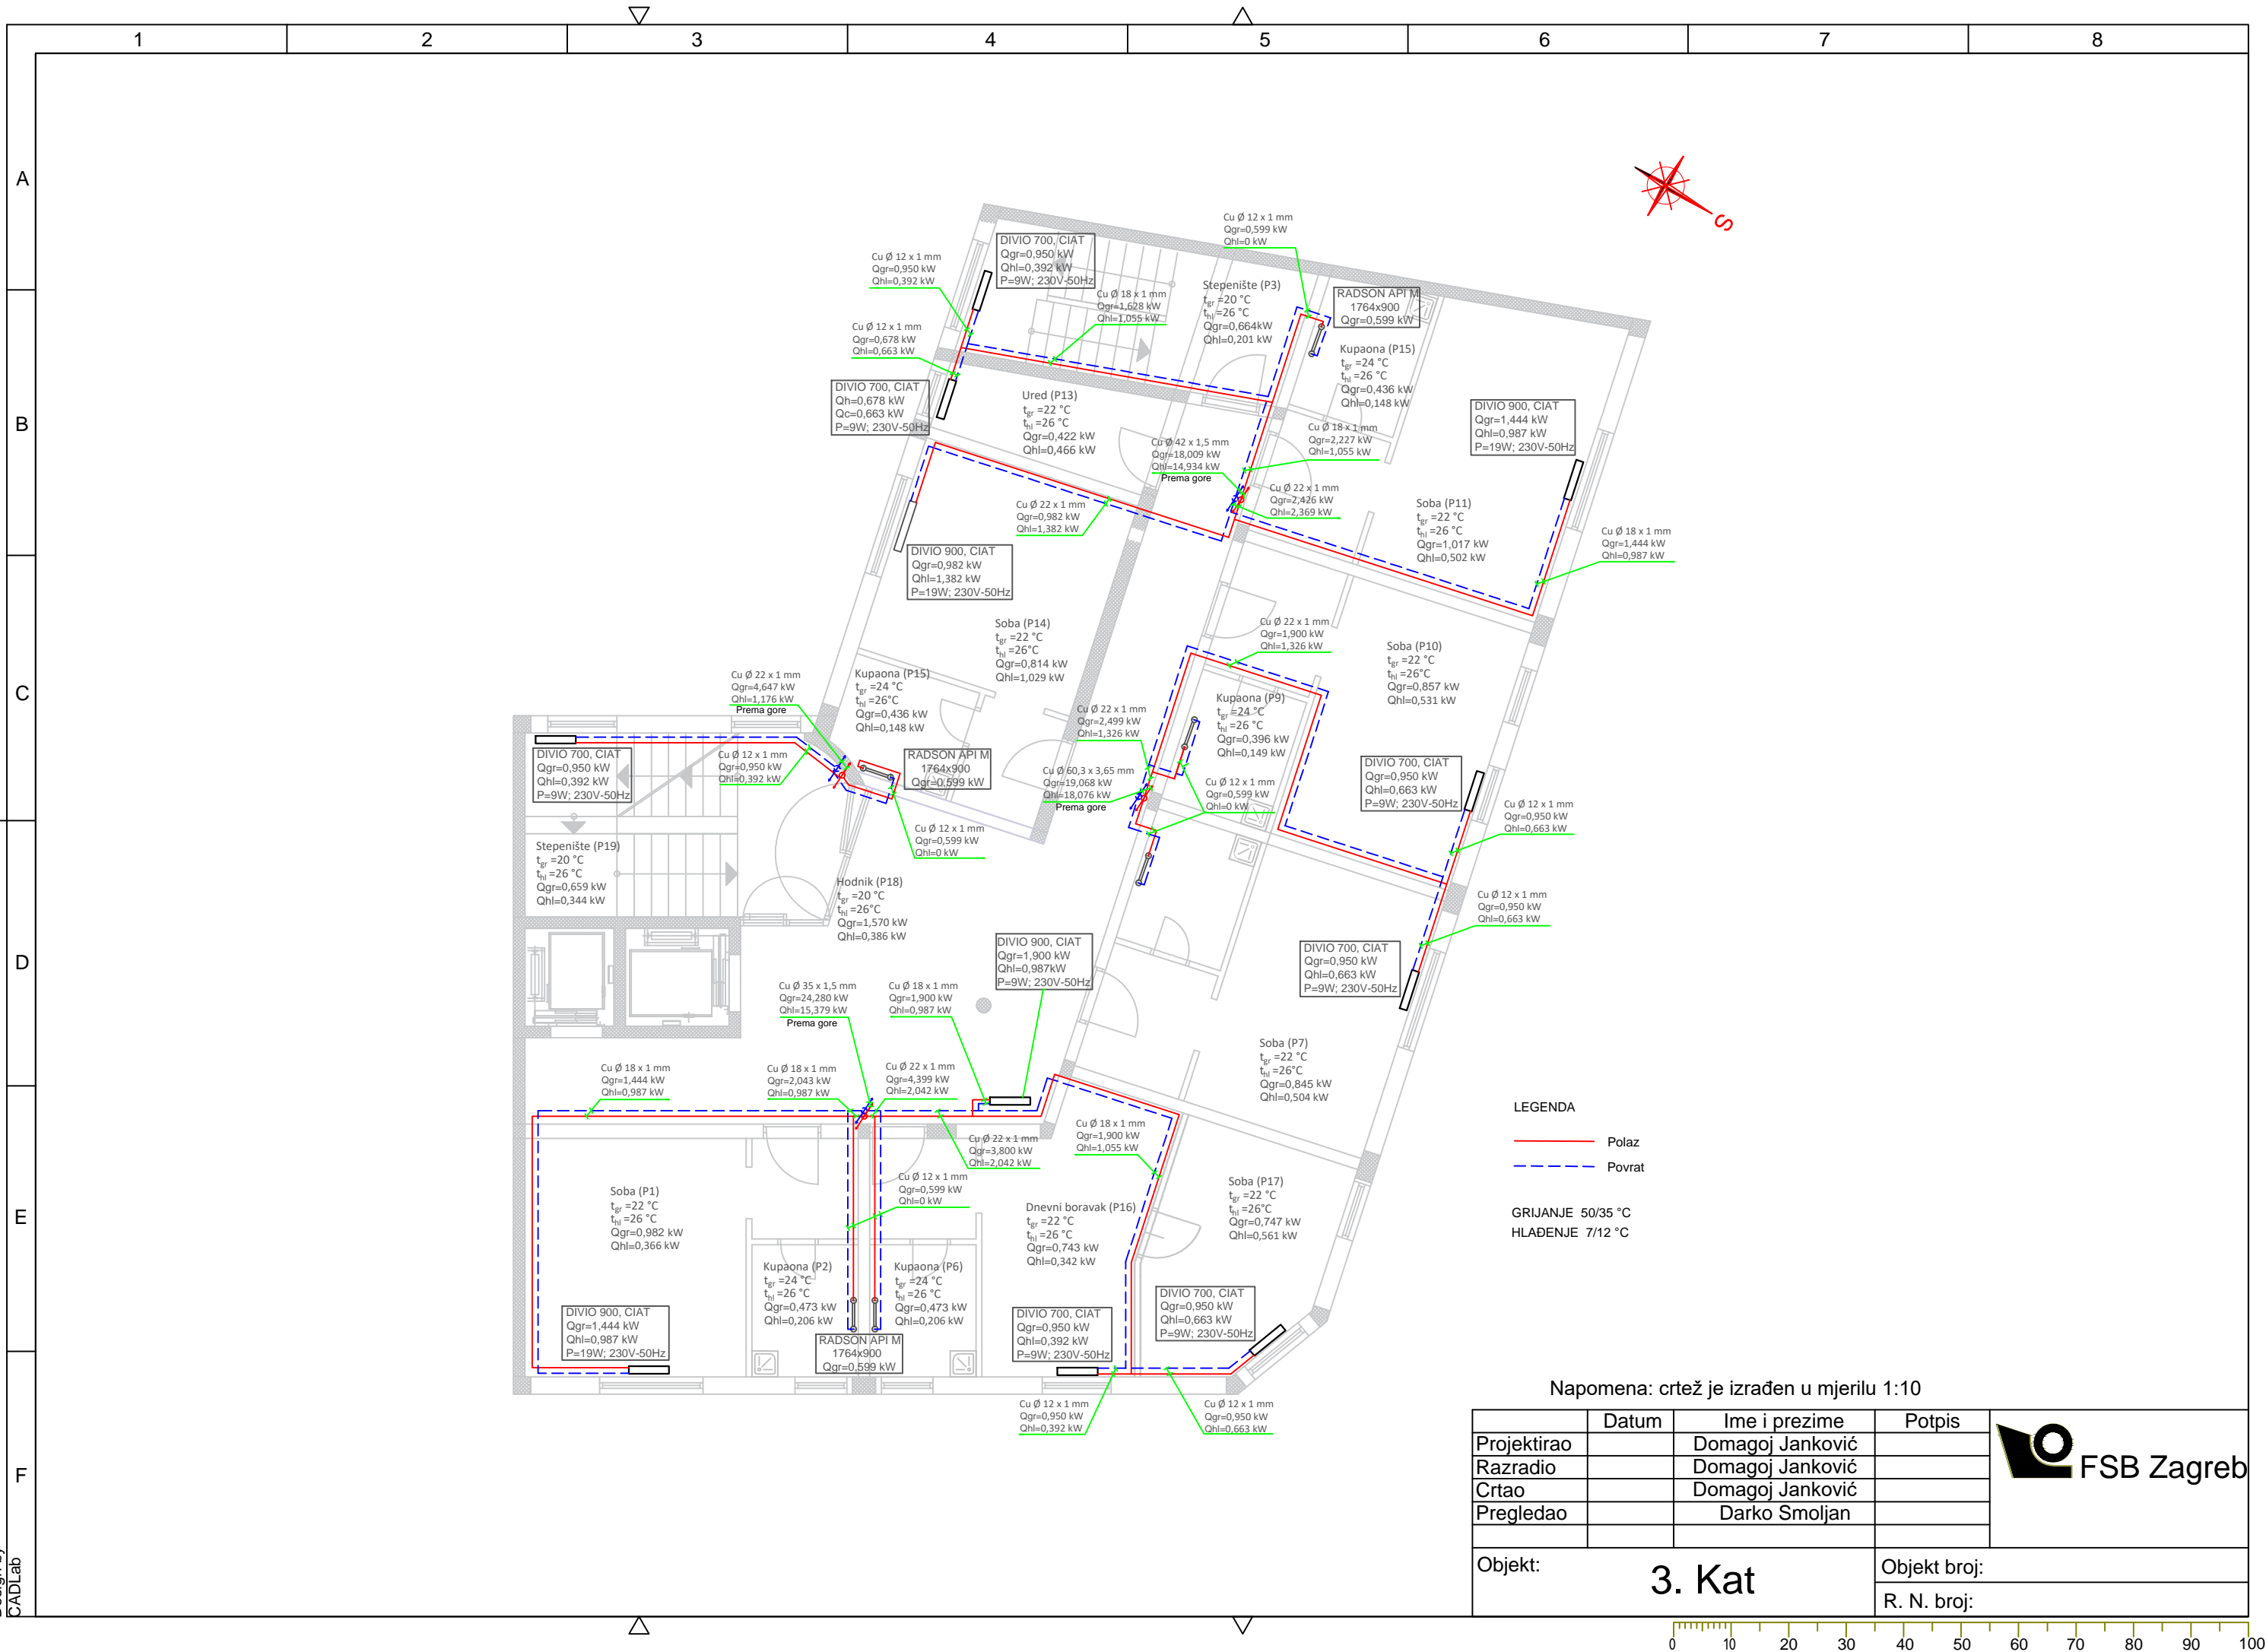 1 2 3 4 5 6 7 8
A
B
C
D
E
F
S
Cu Ø 12 x 1 mm
Qgr=0,599 kW
Qhl=0 kW
DIVIO 700, CIAT
Qgr=0,950 kW
Qhl=0,392 kW
P=9W; 230V-50Hz
Cu Ø 12 x 1 mm
Qgr=0,950 kW
Qhl=0,392 kW
Cu Ø 18 x 1 mm
Qgr=1,628 kW
Qhl=1,055 kW
Stepenište (P3)
tgr =20 °C
thl =26 °C
Qgr=0,664kW
Qhl=0,201 kW
RADSON API M
1764x900
Qgr=0,599 kW
Cu Ø 12 x 1 mm
Qgr=0,678 kW
Qhl=0,663 kW
Kupaona (P15)
tgr =24 °C
thl =26 °C
Qgr=0,436 kW
Qhl=0,148 kW
DIVIO 700, CIAT
Qh=0,678 kW
Qc=0,663 kW
P=9W; 230V-50Hz
Ured (P13)
tgr =22 °C
thl =26 °C
Qgr=0,422 kW
Qhl=0,466 kW
DIVIO 900, CIAT
Qgr=1,444 kW
Qhl=0,987 kW
P=19W; 230V-50Hz
Cu Ø 18 x 1 mm
Qgr=2,227 kW
Qhl=1,055 kW
Cu Ø 42 x 1,5 mm
Qgr=18,009 kW
Qhl=14,934 kW
Prema gore
Cu Ø 22 x 1 mm
Qgr=2,426 kW
Qhl=2,369 kW
Cu Ø 22 x 1 mm
Qgr=0,982 kW
Qhl=1,382 kW
Soba (P11)
tgr =22 °C
thl =26 °C
Qgr=1,017 kW
Qhl=0,502 kW
Cu Ø 18 x 1 mm
Qgr=1,444 kW
Qhl=0,987 kW
DIVIO 900, CIAT
Qgr=0,982 kW
Qhl=1,382 kW
P=19W; 230V-50Hz
Soba (P14)
tgr =22 °C
thl =26°C
Qgr=0,814 kW
Qhl=1,029 kW
Cu Ø 22 x 1 mm
Qgr=1,900 kW
Qhl=1,326 kW
Soba (P10)
tgr =22 °C
thl =26°C
Qgr=0,857 kW
Qhl=0,531 kW
Cu Ø 22 x 1 mm
Qgr=4,647 kW
Qhl=1,176 kW
Prema gore
Kupaona (P15)
tgr =24 °C
thl =26°C
Qgr=0,436 kW
Qhl=0,148 kW
Cu Ø 22 x 1 mm
Qgr=2,499 kW
Qhl=1,326 kW
Kupaona (P9)
tgr =24 °C
thl =26 °C
Qgr=0,396 kW
Qhl=0,149 kW
DIVIO 700, CIAT
Qgr=0,950 kW
Qhl=0,392 kW
P=9W; 230V-50Hz
Cu Ø 12 x 1 mm
Qgr=0,950 kW
Qhl=0,392 kW
RADSON API M
1764x900
Qgr=0,599 kW
Cu Ø 60,3 x 3,65 mm
Qgr=19,068 kW
Qhl=18,076 kW
Prema gore
Cu Ø 12 x 1 mm
Qgr=0,599 kW
Qhl=0 kW
DIVIO 700, CIAT
Qgr=0,950 kW
Qhl=0,663 kW
P=9W; 230V-50Hz
Cu Ø 12 x 1 mm
Qgr=0,950 kW
Qhl=0,663 kW
Cu Ø 12 x 1 mm
Qgr=0,599 kW
Qhl=0 kW
Stepenište (P19)
tgr =20 °C
thl =26 °C
Qgr=0,659 kW
Qhl=0,344 kW
Hodnik (P18)
tgr =20 °C
thl =26°C
Qgr=1,570 kW
Qhl=0,386 kW
Cu Ø 12 x 1 mm
Qgr=0,950 kW
Qhl=0,663 kW
DIVIO 900, CIAT
Qgr=1,900 kW
Qhl=0,987kW
P=9W; 230V-50Hz
DIVIO 700, CIAT
Qgr=0,950 kW
Qhl=0,663 kW
P=9W; 230V-50Hz
Cu Ø 35 x 1,5 mm
Qgr=24,280 kW
Qhl=15,379 kW
Prema gore
Cu Ø 18 x 1 mm
Qgr=1,900 kW
Qhl=0,987 kW
Soba (P7)
tgr =22 °C
thl =26°C
Qgr=0,845 kW
Qhl=0,504 kW
Cu Ø 18 x 1 mm
Qgr=1,444 kW
Qhl=0,987 kW
Cu Ø 18 x 1 mm
Qgr=2,043 kW
Qhl=0,987 kW
Cu Ø 22 x 1 mm
Qgr=4,399 kW
Qhl=2,042 kW
Cu Ø 22 x 1 mm
Qgr=3,800 kW
Qhl=2,042 kW
Cu Ø 18 x 1 mm
Qgr=1,900 kW
Qhl=1,055 kW
LEGENDA
Polaz
Povrat
GRIJANJE 50/35 °C
HLAĐENJE 7/12 °C
Cu Ø 12 x 1 mm
Qgr=0,599 kW
Qhl=0 kW
Soba (P1)
tgr =22 °C
thl =26 °C
Qgr=0,982 kW
Qhl=0,366 kW
Dnevni boravak (P16)
tgr =22 °C
thl =26 °C
Qgr=0,743 kW
Qhl=0,342 kW
Soba (P17)
tgr =22 °C
thl =26°C
Qgr=0,747 kW
Qhl=0,561 kW
Kupaona (P2)
tgr =24 °C
thl =26 °C
Qgr=0,473 kW
Qhl=0,206 kW
Kupaona (P6)
tgr =24 °C
thl =26 °C
Qgr=0,473 kW
Qhl=0,206 kW
DIVIO 900, CIAT
Qgr=1,444 kW
Qhl=0,987 kW
P=19W; 230V-50Hz
RADSON API M
1764x900
Qgr=0,599 kW
DIVIO 700, CIAT
Qgr=0,950 kW
Qhl=0,392 kW
P=9W; 230V-50Hz
DIVIO 700, CIAT
Qgr=0,950 kW
Qhl=0,663 kW
P=9W; 230V-50Hz
Cu Ø 12 x 1 mm
Qgr=0,950 kW
Qhl=0,392 kW
Cu Ø 12 x 1 mm
Qgr=0,950 kW
Qhl=0,663 kW
Napomena: crtež je izrađen u mjerilu 1:10
Datum Ime i prezime Potpis
Projektirao Domagoj Janković
Razradio Domagoj Janković
Crtao Domagoj Janković
Pregledao Darko Smoljan
FSB Zagreb
Objekt: 3. Kat
Objekt broj:
R. N. broj:
CADLab
0 10 20 30 40 50 60 70 80 90 100